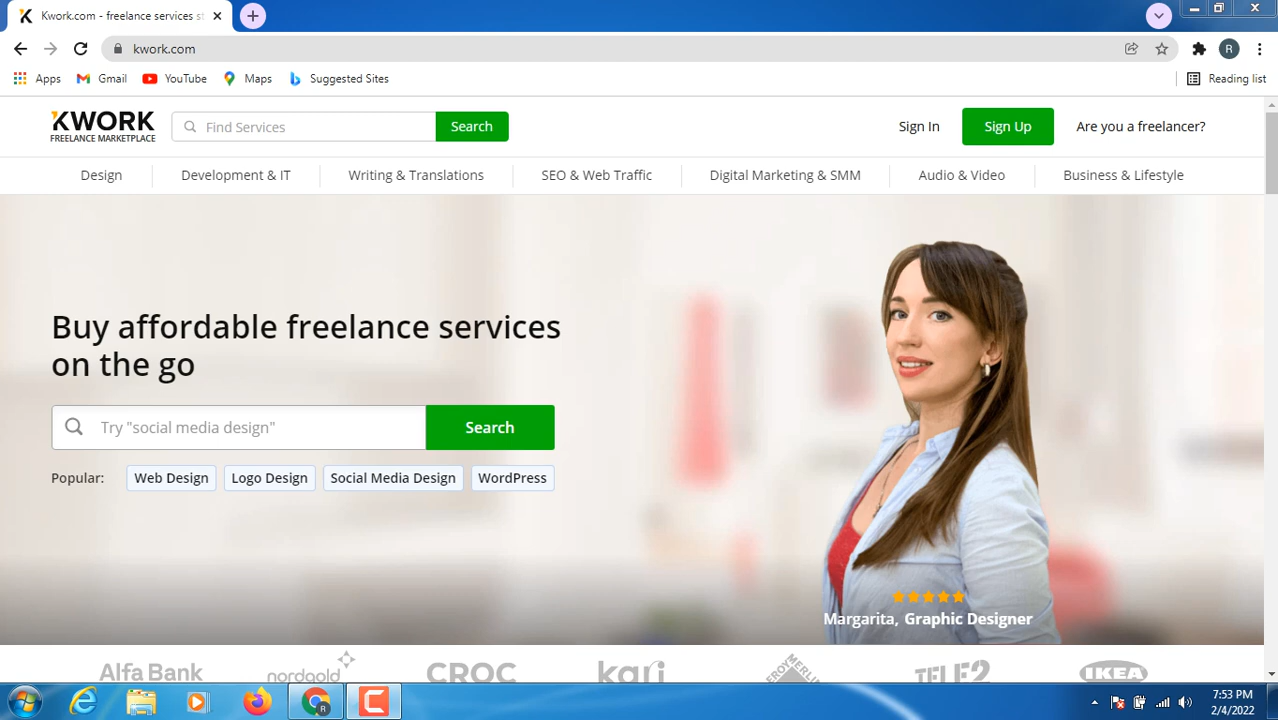 Kwork.com - freelance services st
kwork.com
Apps
Gmail
YouTube
Maps
Suggested Sites
Reading list
R
KWORK
FREELANCE MARKETPLACE
Find Services
Search
Sign In
Sign Up
Are you a freelancer?
Design
Development & IT
Writing & Translations
SEO & Web Traffic
Digital Marketing & SMM
Audio & Video
Business & Lifestyle
Buy affordable freelance services
on the go
Try "social media design"
Search
Popular:
Web Design
Logo Design
Social Media Design
WordPress
Margarita, Graphic Designer
Alfa Bank
nordgold
CROC
kari
LEROY MERLIN
TELE2
IKEA
R
7:53 PM
2/4/2022